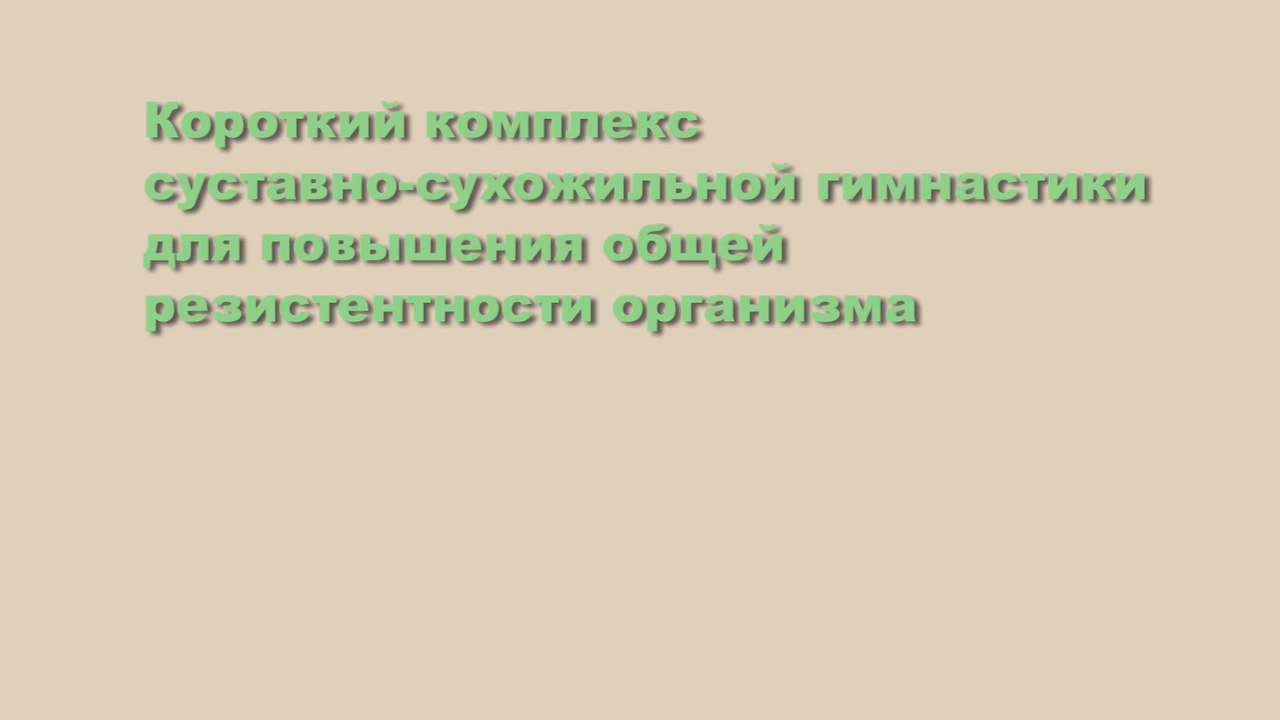 Короткий комплекс
суставно-сухожильной гимнастики
для повышения общей
резистентности организма